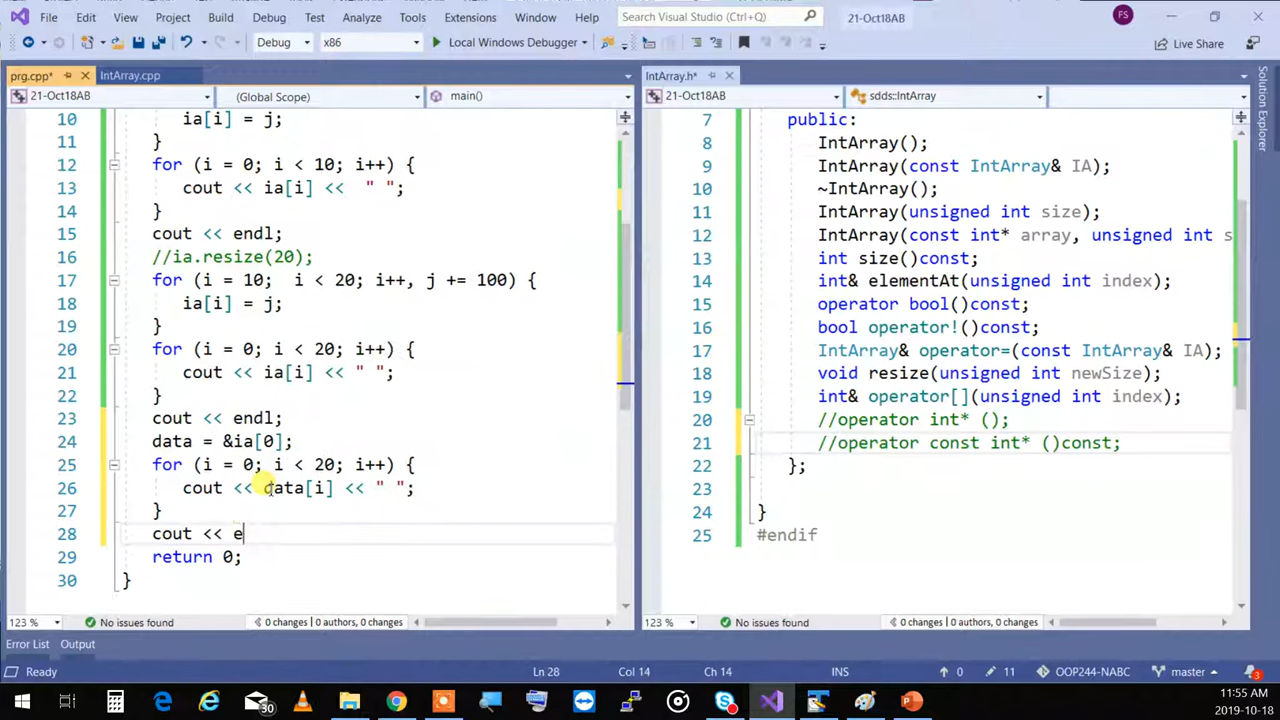 File Edit View Project Build Debug Test Analyze Tools Extensions Window Help Search Visual Studio (Ctrl+Q) 21-Oct18AB FS
Debug x86 Local Windows Debugger Live Share
prg.cpp* IntArray.cpp
21-Oct18AB (Global Scope) main()
10 ia[i] = j;
11 }
12 for (i = 0; i < 10; i++) {
13 cout << ia[i] << " ";
14 }
15 cout << endl;
16 //ia.resize(20);
17 for (i = 10; i < 20; i++, j += 100) {
18 ia[i] = j;
19 }
20 for (i = 0; i < 20; i++) {
21 cout << ia[i] << " ";
22 }
23 cout << endl;
24 data = &ia[0];
25 for (i = 0; i < 20; i++) {
26 cout << data[i] << " ";
27 }
28 cout << e
29 return 0;
30 }
123 % No issues found 0 changes | 0 authors, 0 changes
IntArray.h*
21-Oct18AB sdds::IntArray
7 public:
8 IntArray();
9 IntArray(const IntArray& IA);
10 ~IntArray();
11 IntArray(unsigned int size);
12 IntArray(const int* array, unsigned int s
13 int size()const;
14 int& elementAt(unsigned int index);
15 operator bool()const;
16 bool operator!()const;
17 IntArray& operator=(const IntArray& IA);
18 void resize(unsigned int newSize);
19 int& operator[](unsigned int index);
20 //operator int* ();
21 //operator const int* ()const;
22 };
23
24 }
25 #endif
123 % No issues found 0 changes | 0 authors, 0 changes
Solution Explorer
Error List Output
Ready Ln 28 Col 14 Ch 14 INS 0 11 OOP244-NABC master 3
30
11:55 AM
2019-10-18